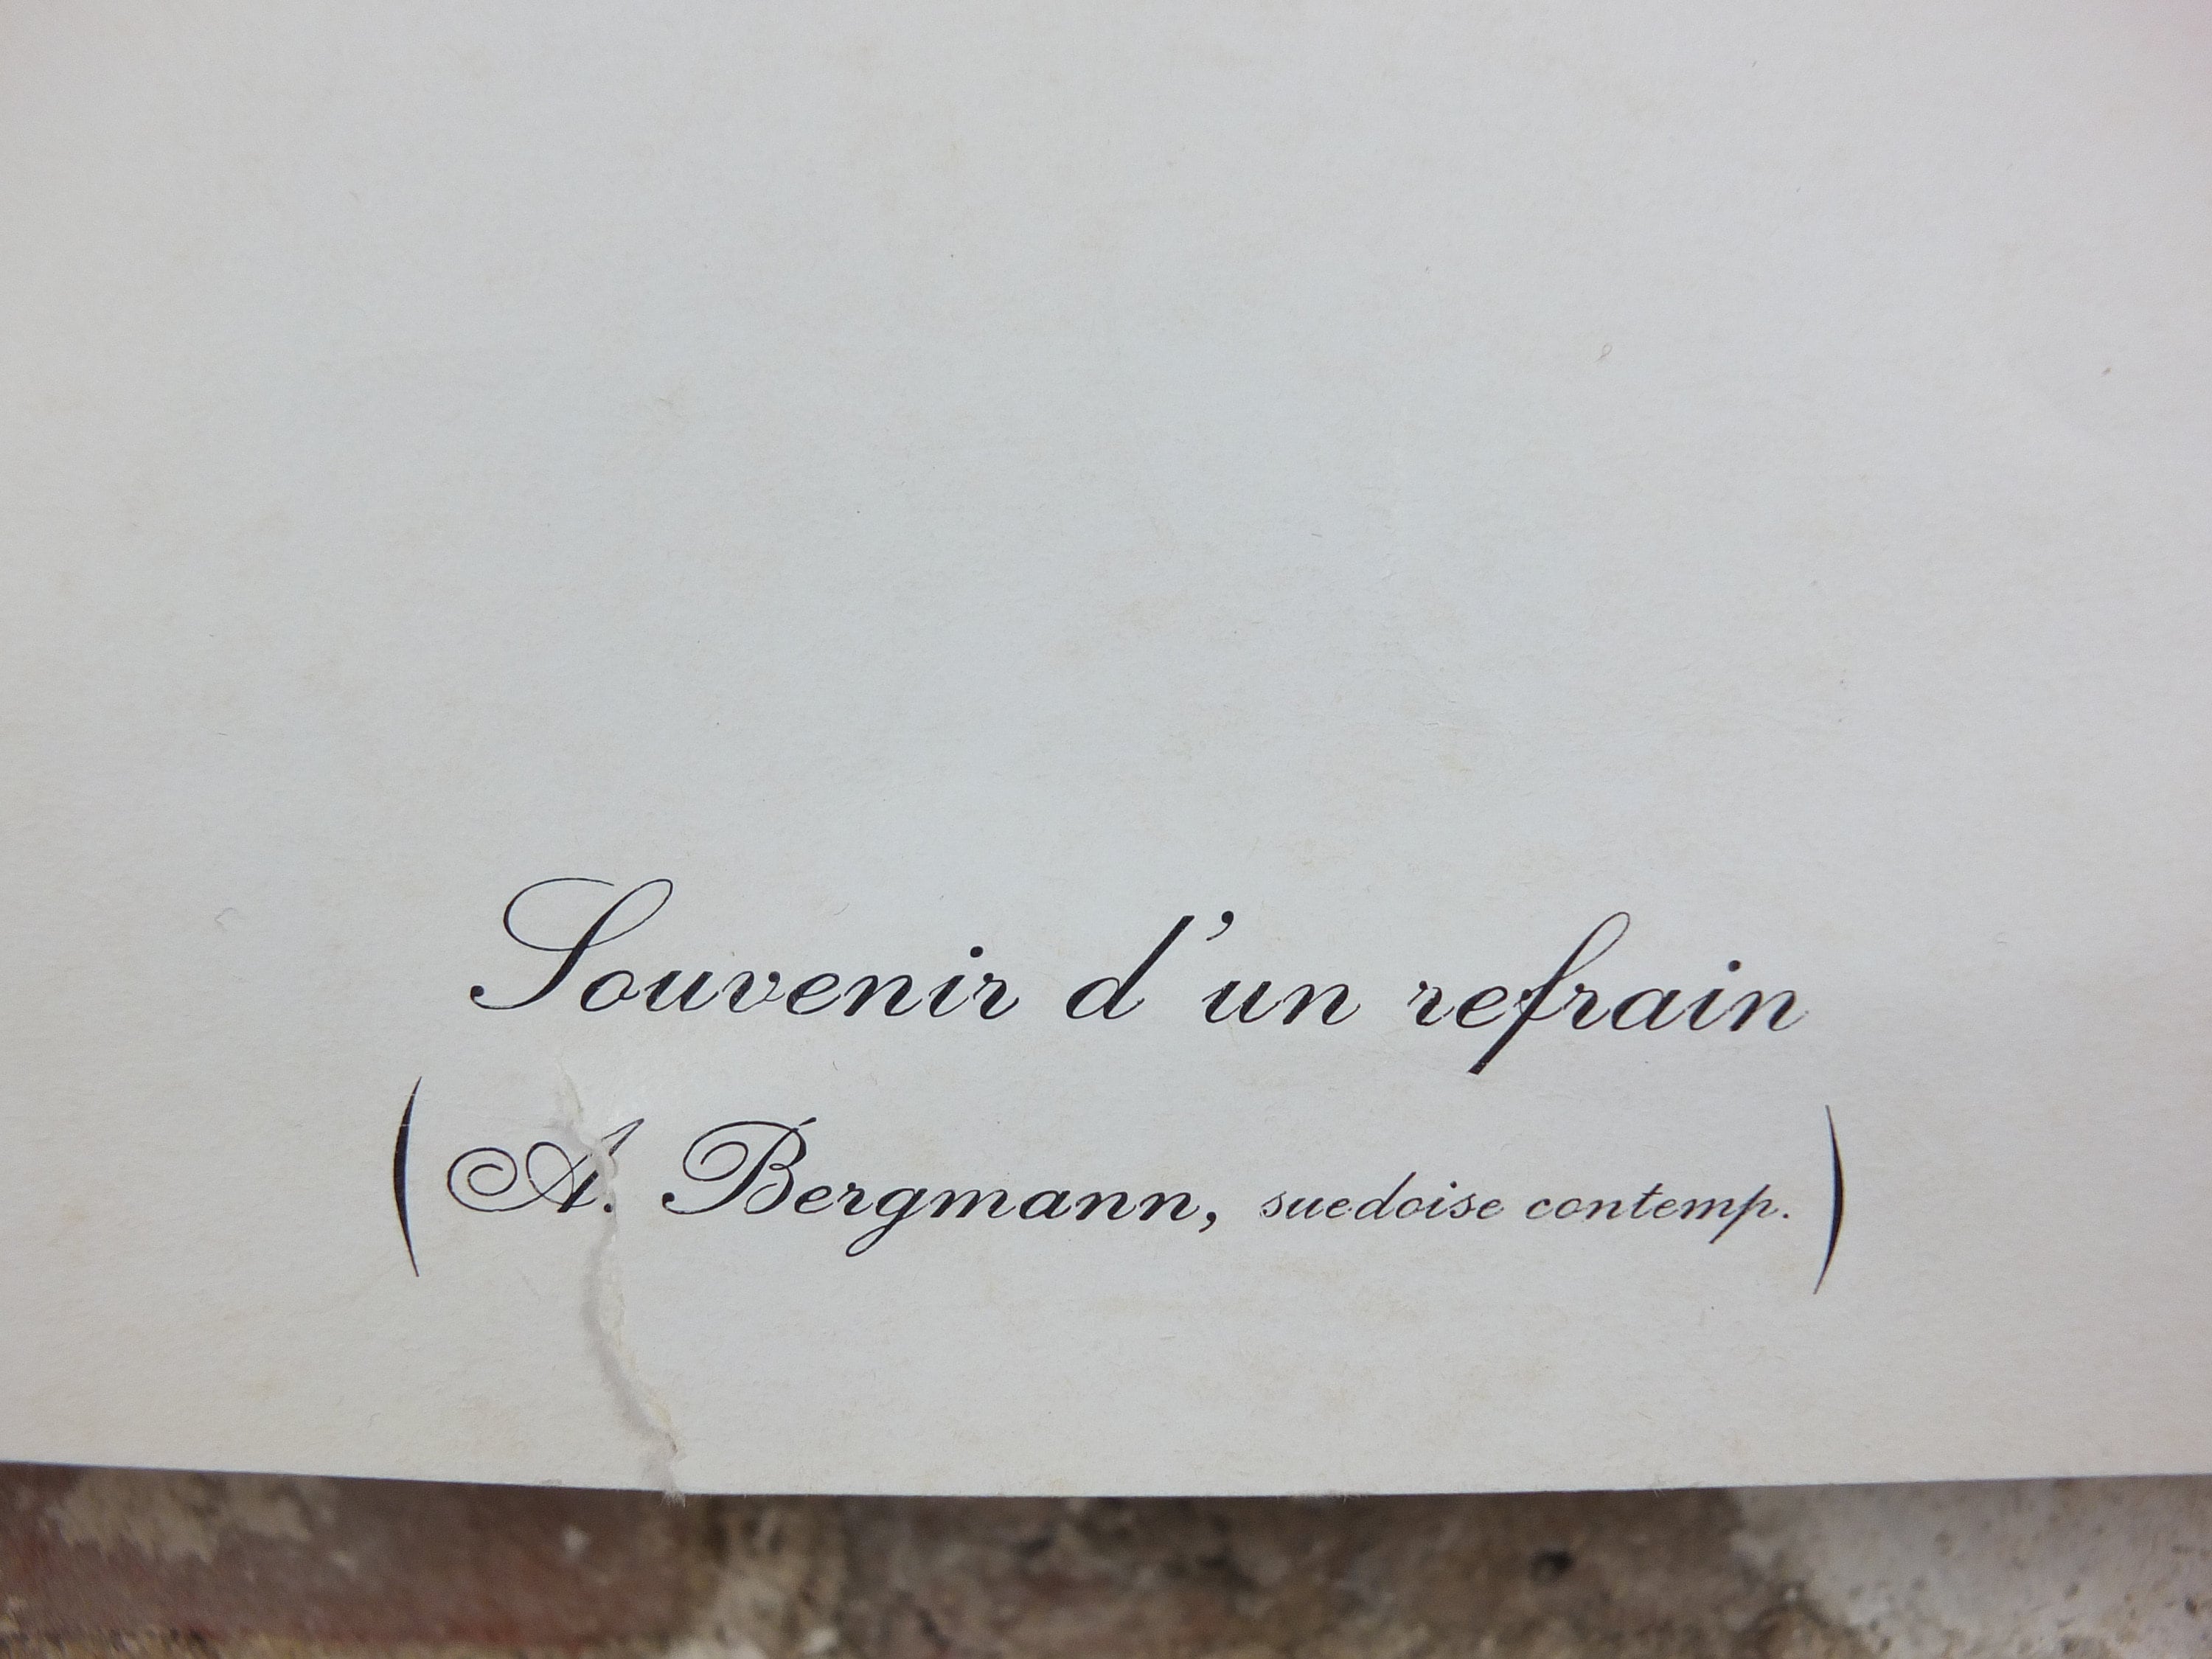 Souvenir d'un refrain
(A. Bergmann, suedoise contemp.)